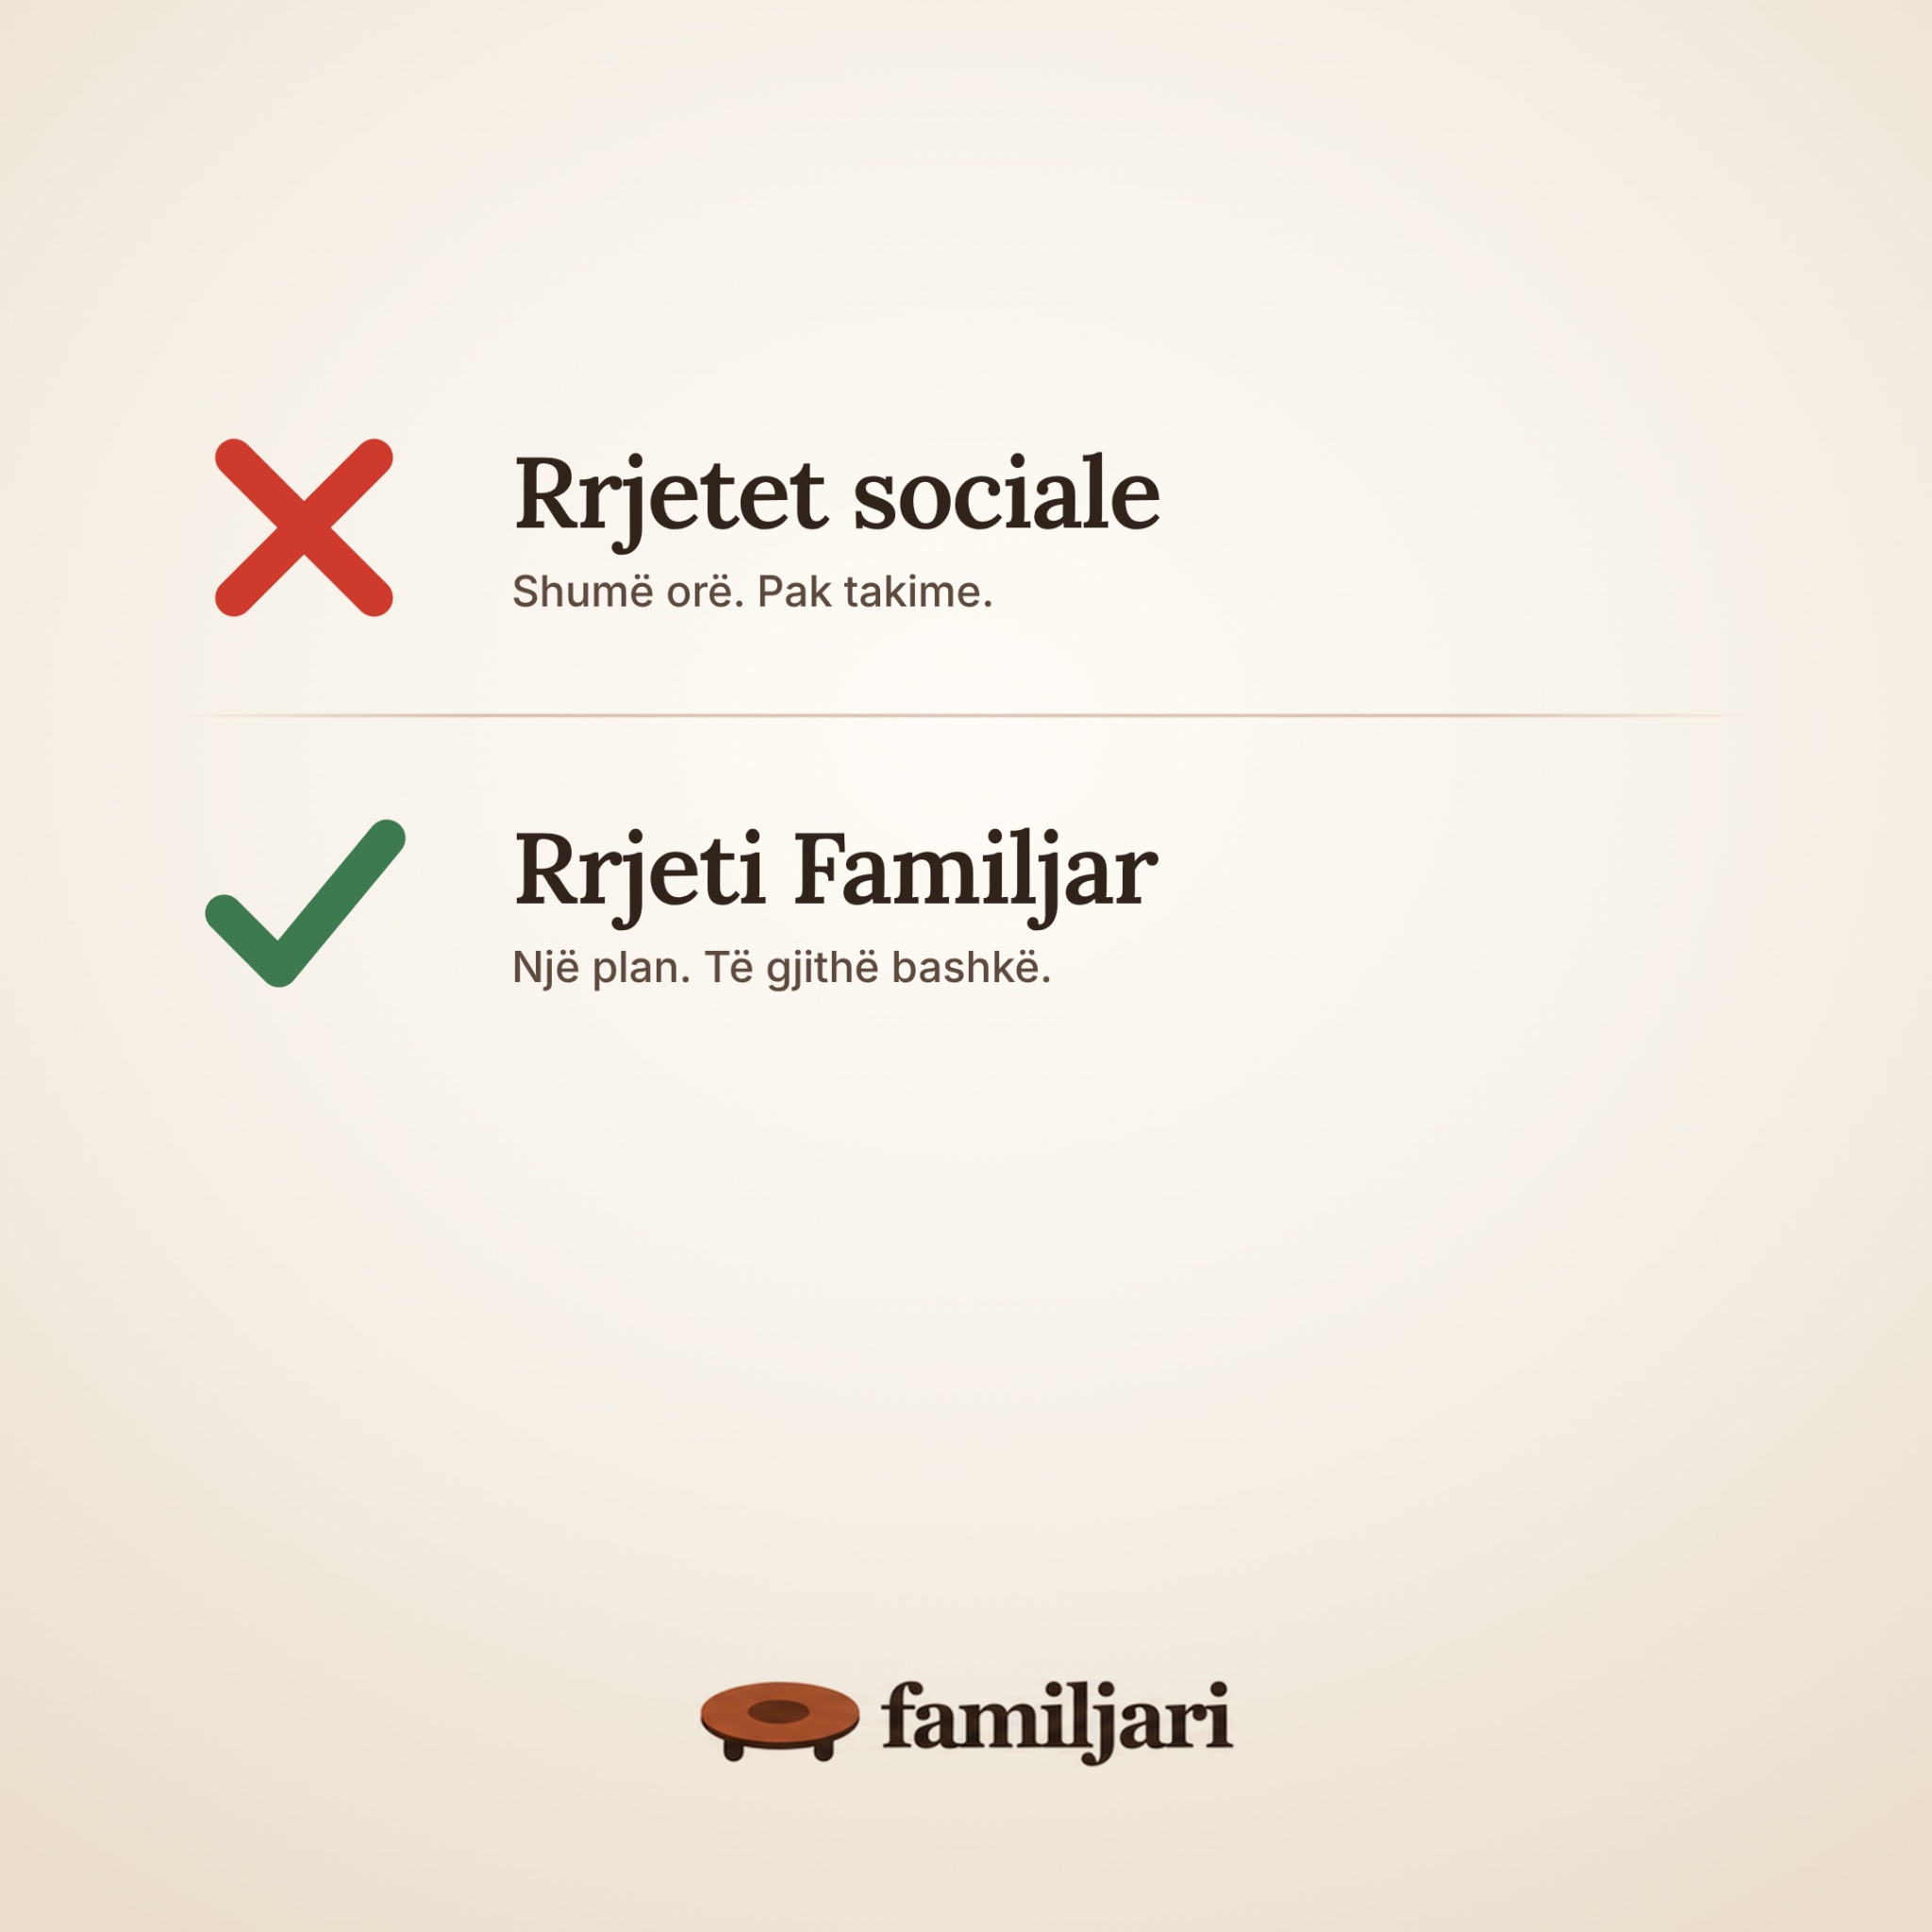 Rrjetet sociale
Shumë orë. Pak takime.
Rrjeti Familjar
Një plan. Të gjithë bashkë.
familjari